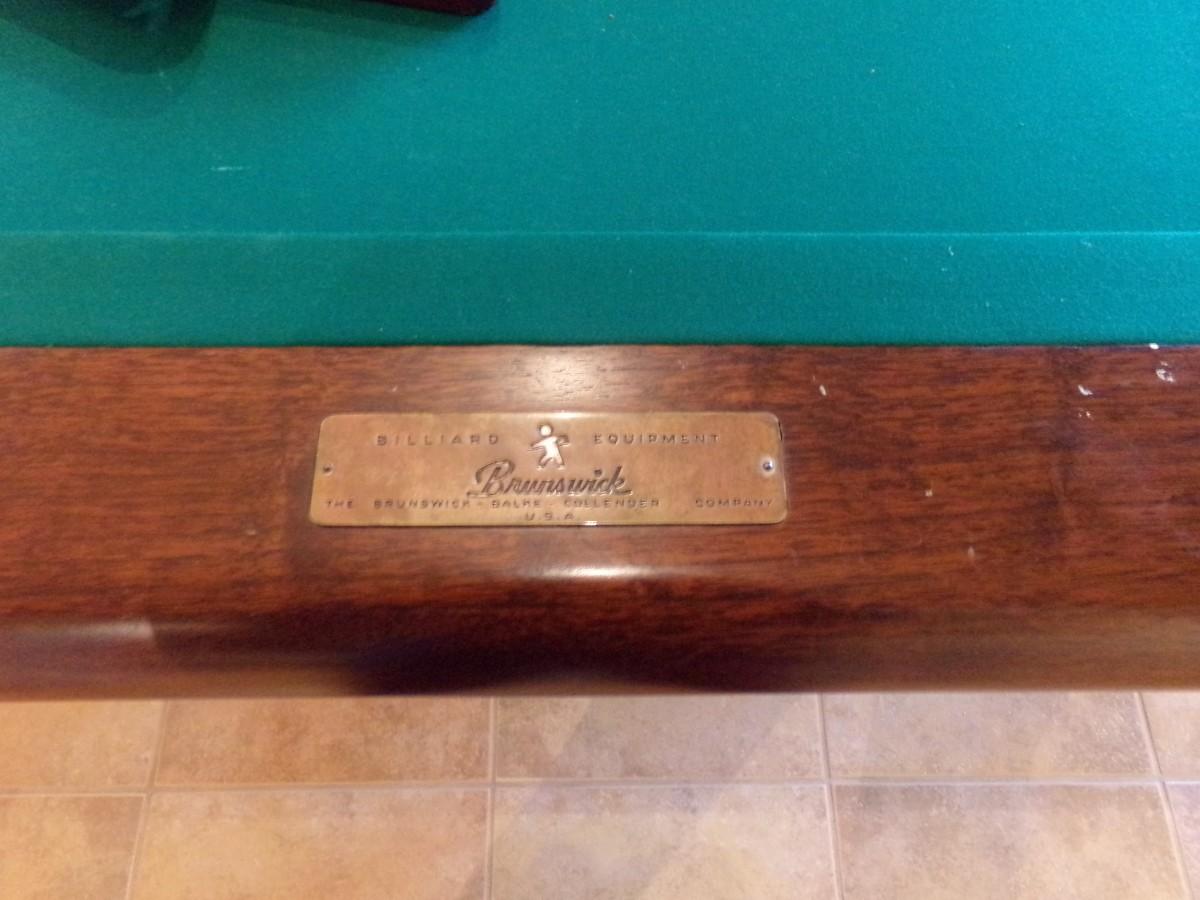 BILLIARD EQUIPMENT
Brunswick
THE BRUNSWICK - BALKE - COLLENDER COMPANY
U.S.A.